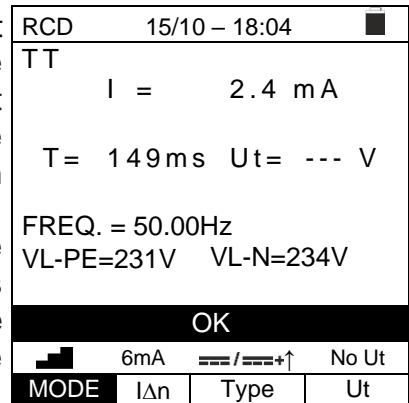 RCD 15/10 – 18:04
TT
I = 2.4 mA
T= 149ms Ut= --- V
FREQ. = 50.00Hz
VL-PE=231V VL-N=234V
OK
6mA / +↑ No Ut
MODE IΔn Type Ut